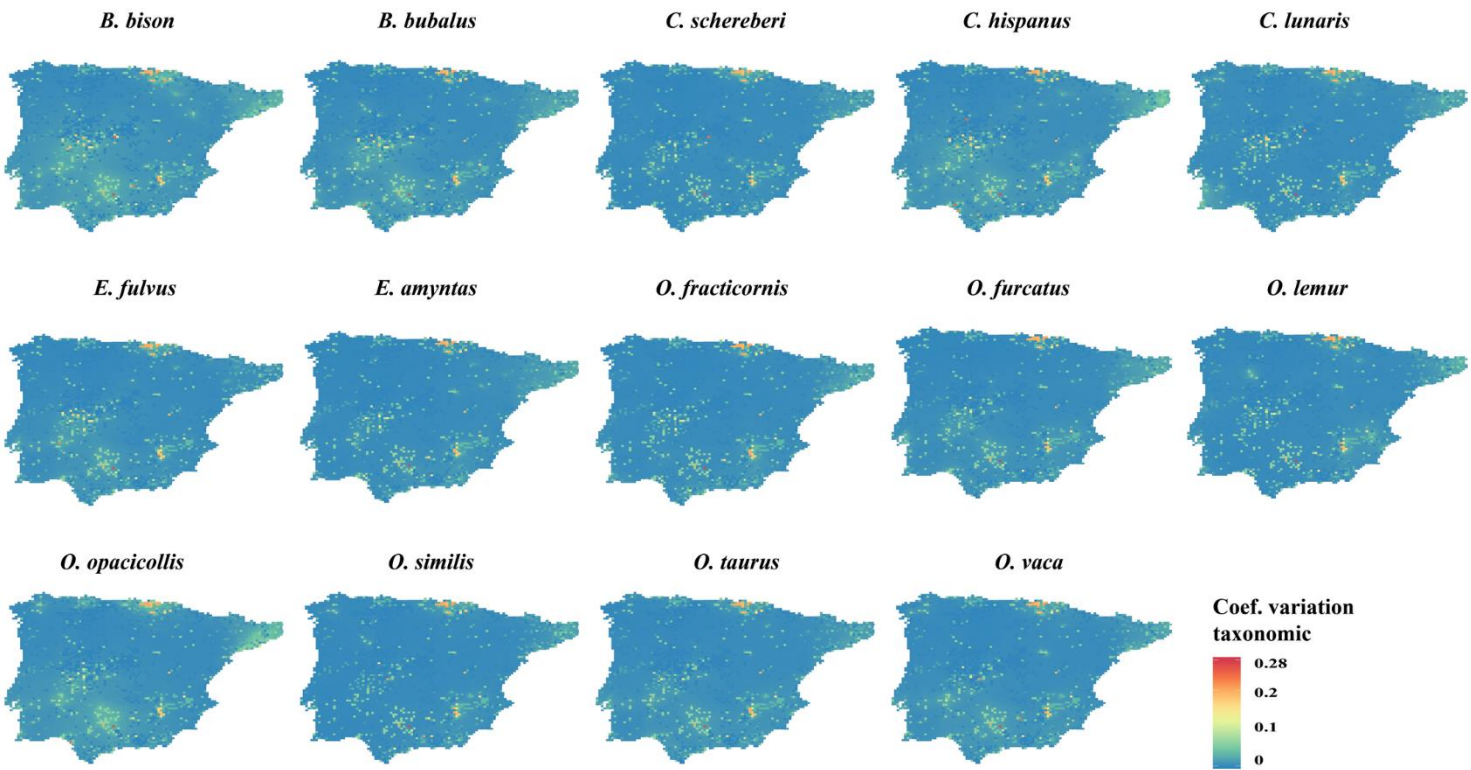 B. bison
B. bubalus
C. schereberi
C. hispanus
C. lunaris
E. fulvus
E. amyntas
O. fracticornis
O. furcatus
O. lemur
O. opacicollis
O. similis
O. taurus
O. vaca
Coef. variation
taxonomic
0.28
0.2
0.1
0